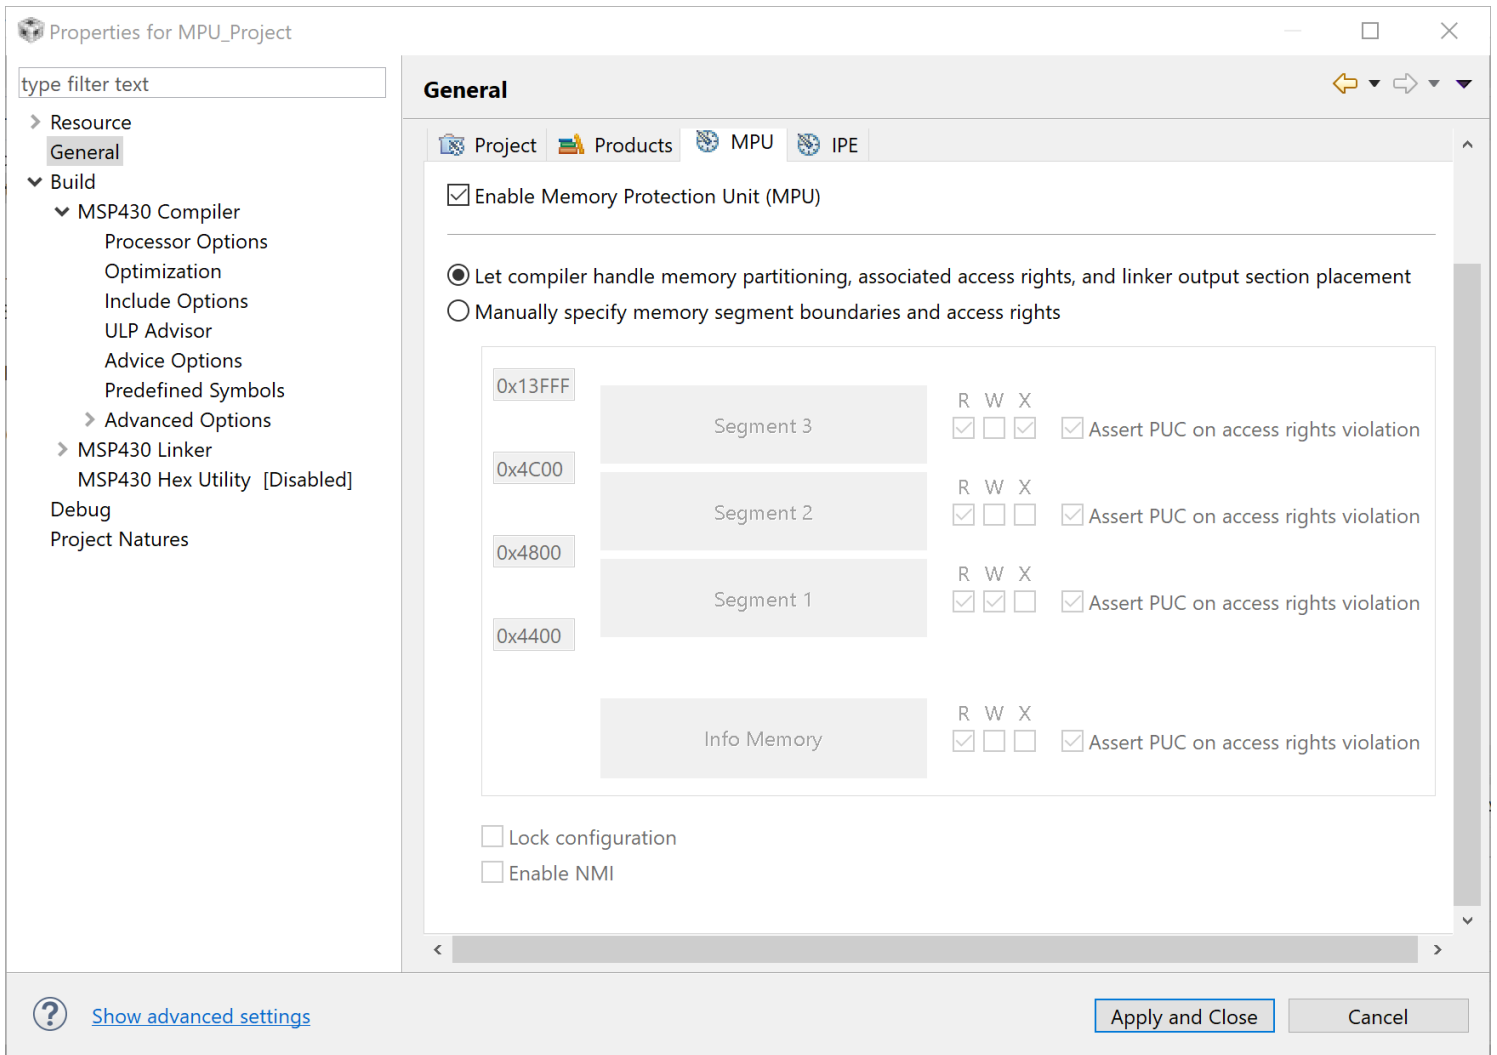 Properties for MPU_Project
type filter text
Resource
General
Build
MSP430 Compiler
Processor Options
Optimization
Include Options
ULP Advisor
Advice Options
Predefined Symbols
Advanced Options
MSP430 Linker
MSP430 Hex Utility [Disabled]
Debug
Project Natures
General
Project Products MPU IPE
Enable Memory Protection Unit (MPU)
Let compiler handle memory partitioning, associated access rights, and linker output section placement
Manually specify memory segment boundaries and access rights
0x13FFF
R W X
Segment 3 Assert PUC on access rights violation
0x4C00
R W X
Segment 2 Assert PUC on access rights violation
0x4800
R W X
Segment 1 Assert PUC on access rights violation
0x4400
R W X
Info Memory Assert PUC on access rights violation
Lock configuration
Enable NMI
? Show advanced settings Apply and Close Cancel